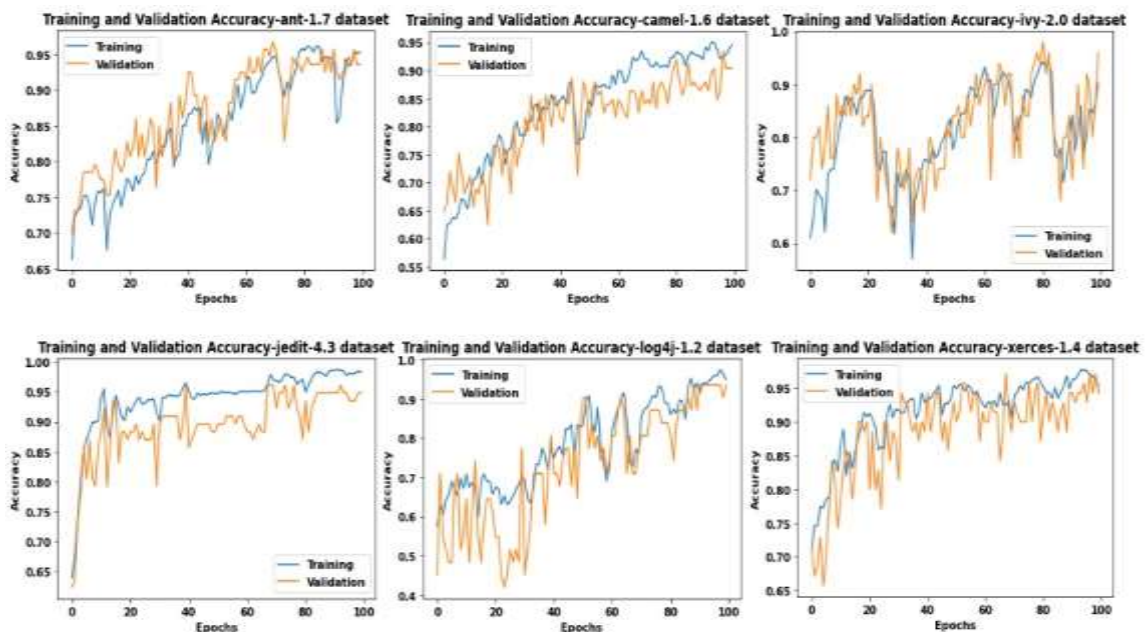 Training and Validation Accuracy-ant-1.7 dataset
Training
Validation
0.95
0.90
0.85
0.80
0.75
0.70
0.65
Accuracy
0 20 40 60 80 100
Epochs
Training and Validation Accuracy-camel-1.6 dataset
Training
Validation
0.95
0.90
0.85
0.80
0.75
0.70
0.65
0.60
0.55
Accuracy
0 20 40 60 80 100
Epochs
Training and Validation Accuracy-ivy-2.0 dataset
1.0
0.9
0.8
0.7
0.6
Accuracy
Training
Validation
0 20 40 60 80 100
Epochs
Training and Validation Accuracy-jedit-4.3 dataset
1.00
0.95
0.90
0.85
0.80
0.75
0.70
0.65
Accuracy
Training
Validation
0 20 40 60 80 100
Epochs
Training and Validation Accuracy-log4j-1.2 dataset
Training
Validation
1.0
0.9
0.8
0.7
0.6
0.5
0.4
Accuracy
0 20 40 60 80 100
Epochs
Training and Validation Accuracy-xerces-1.4 dataset
Training
Validation
0.95
0.90
0.85
0.80
0.75
0.70
0.65
Accuracy
0 20 40 60 80 100
Epochs